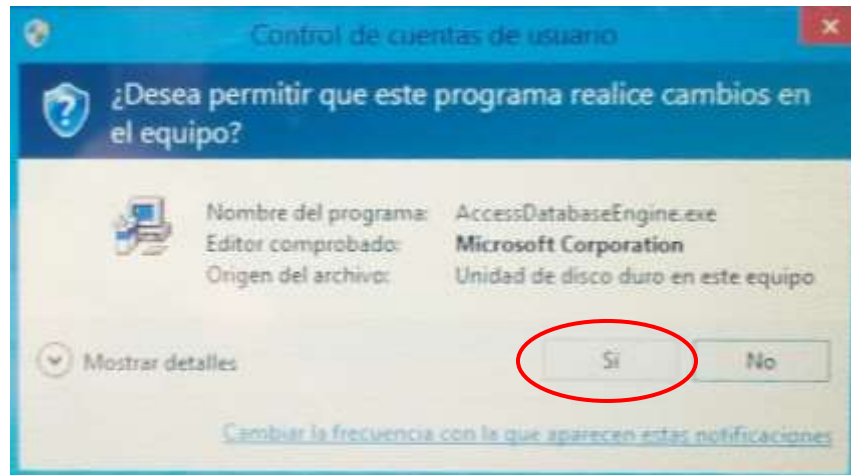 Control de cuentas de usuario
¿Desea permitir que este programa realice cambios en
el equipo?
Nombre del programa: AccessDatabaseEngine.exe
Editor comprobado: Microsoft Corporation
Origen del archivo: Unidad de disco duro en este equipo
Mostrar detalles
Sí
No
Cambiar la frecuencia con la que aparecen estas notificaciones